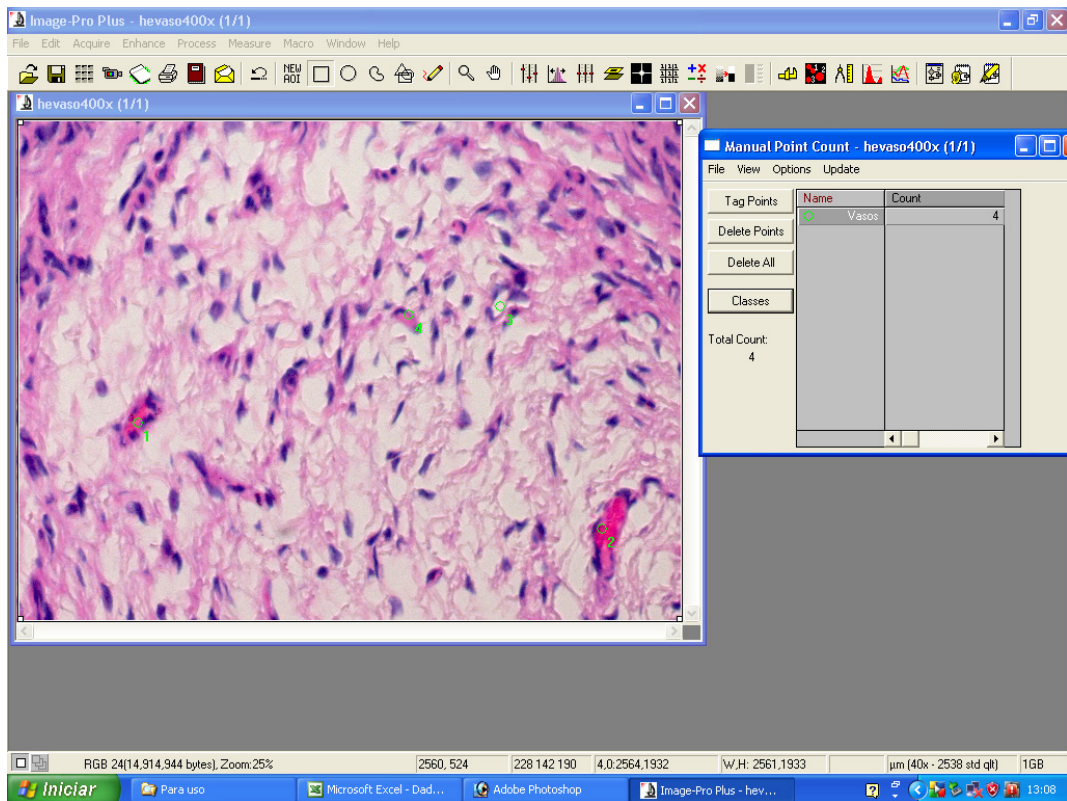 Image-Pro Plus - hevaso400x (1/1)
File Edit Acquire Enhance Process Measure Macro Window Help
NEW AOI
hevaso400x (1/1)
Manual Point Count - hevaso400x (1/1)
File View Options Update
Tag Points
Name Count
Vasos 4
Delete Points
Delete All
Classes
Total Count:
4
3
4
1
2
RGB 24(14,914,944 bytes), Zoom:25% 2560, 524 228 142 190 4,0:2564,1932 W,H: 2561,1933 µm (40x - 2538 std qlt) 1GB
Iniciar Para uso Microsoft Excel - Dad... Adobe Photoshop Image-Pro Plus - hev... 13:08